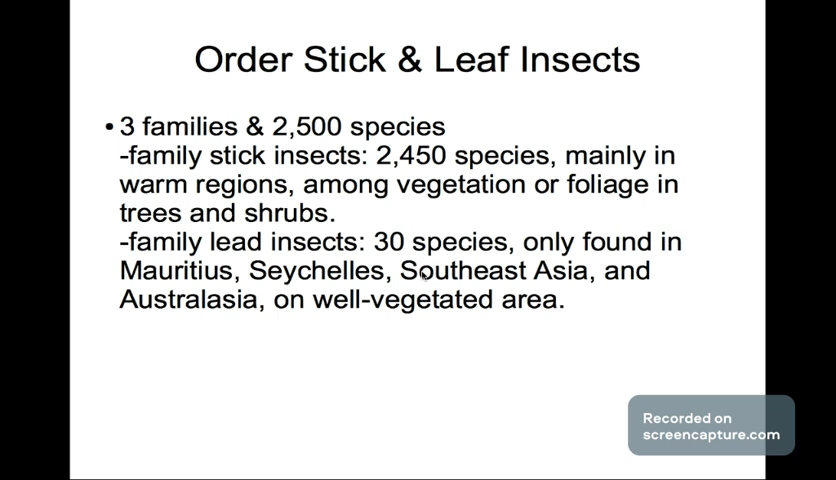 Order Stick & Leaf Insects
• 3 families & 2,500 species
-family stick insects: 2,450 species, mainly in
warm regions, among vegetation or foliage in
trees and shrubs.
-family lead insects: 30 species, only found in
Mauritius, Seychelles, Southeast Asia, and
Australasia, on well-vegetated area.
Recorded on
screencapture.com